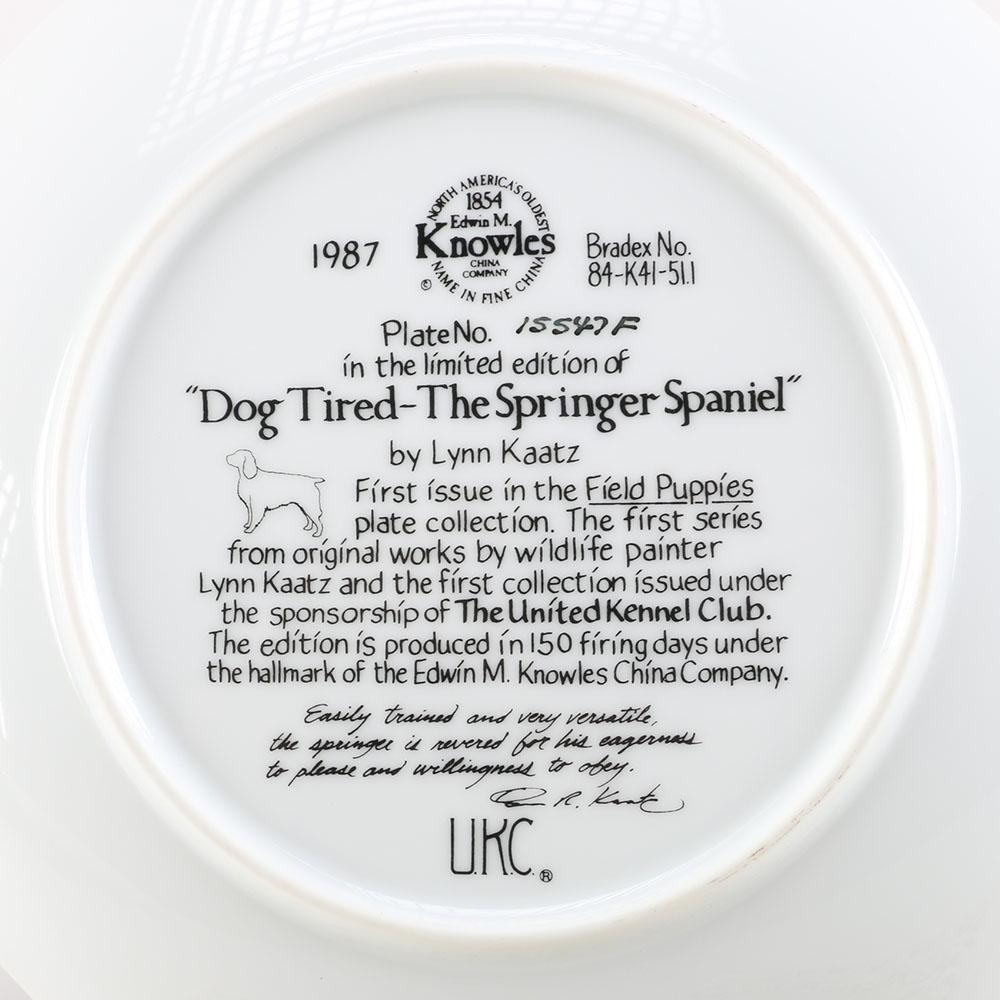 NORTH AMERICA'S OLDEST
1854
Edwin M.
Knowles
CHINA
COMPANY
© NAME IN FINE CHINA
1987
Bradex No.
84-K41-51.1
Plate No. 15547F
in the limited edition of
"Dog Tired-The Springer Spaniel"
by Lynn Kaatz
First issue in the Field Puppies
plate collection. The first series
from original works by wildlife painter
Lynn Kaatz and the first collection issued under
the sponsorship of The United Kennel Club.
The edition is produced in 150 firing days under
the hallmark of the Edwin M. Knowles China Company.
Easily trained and very versatile,
the springer is revered for his eagerness
to please and willingness to obey.
R. Kaatz
U.K.C.®